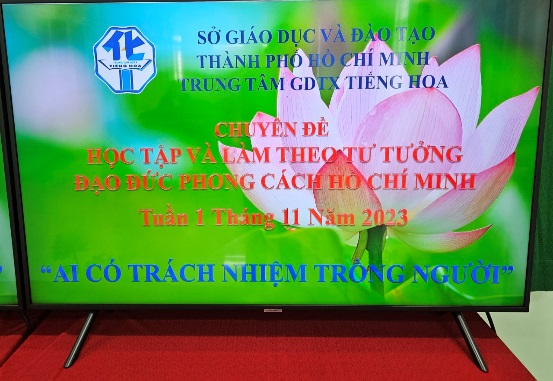 SỞ GIÁO DỤC VÀ ĐÀO TẠO
THÀNH PHỐ HỒ CHÍ MINH
TRUNG TÂM GDTX TIẾNG HOA
TIẾNG HOA
CHUYÊN ĐỀ
HỌC TẬP VÀ LÀM THEO TƯ TƯỞNG
ĐẠO ĐỨC PHONG CÁCH HỒ CHÍ MINH
Tuần 1 Tháng 11 Năm 2023
“AI CÓ TRÁCH NHIỆM TRỒNG NGƯỜI”